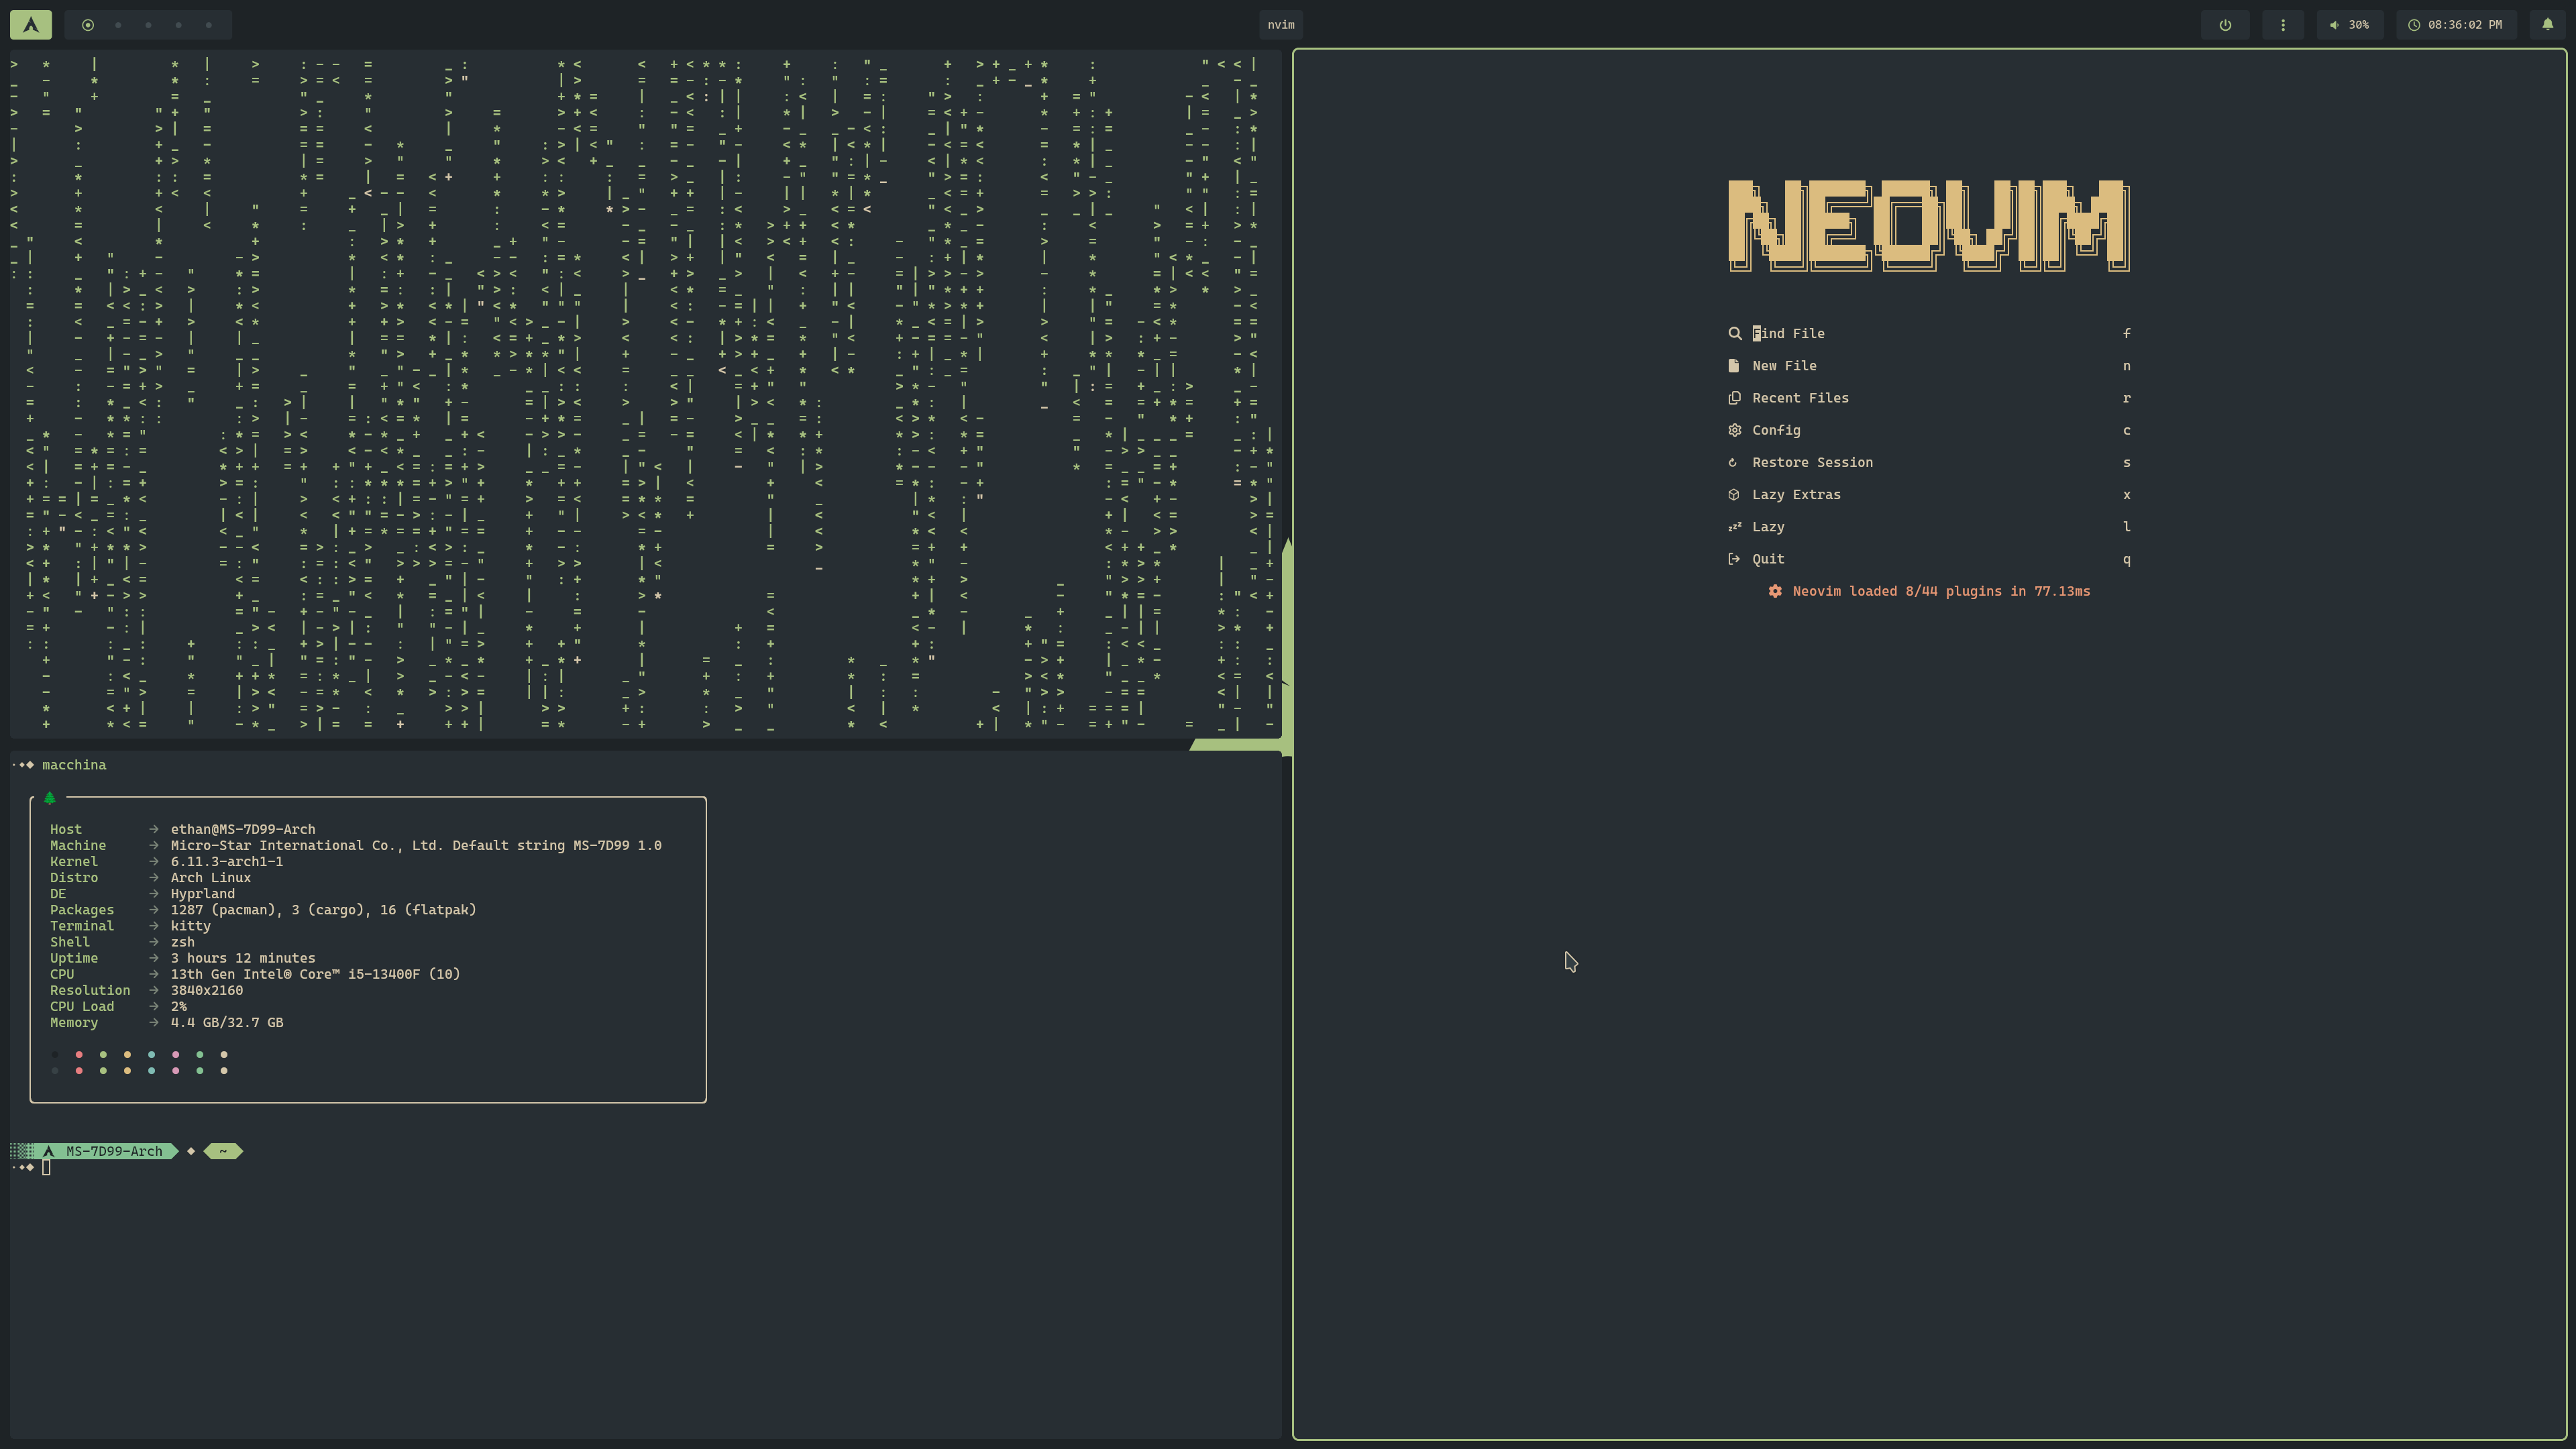 nvim
30%
08:36:02 PM
macchina
Host → ethan@MS-7D99-Arch
Machine → Micro-Star International Co., Ltd. Default string MS-7D99 1.0
Kernel → 6.11.3-arch1-1
Distro → Arch Linux
DE → Hyprland
Packages → 1287 (pacman), 3 (cargo), 16 (flatpak)
Terminal → kitty
Shell → zsh
Uptime → 3 hours 12 minutes
CPU → 13th Gen Intel® Core™ i5-13400F (10)
Resolution → 3840x2160
CPU Load → 2%
Memory → 4.4 GB/32.7 GB
MS-7D99-Arch ~
NEOVIM
Find File f
New File n
Recent Files r
Config c
Restore Session s
Lazy Extras x
Lazy l
Quit q
Neovim loaded 8/44 plugins in 77.13ms